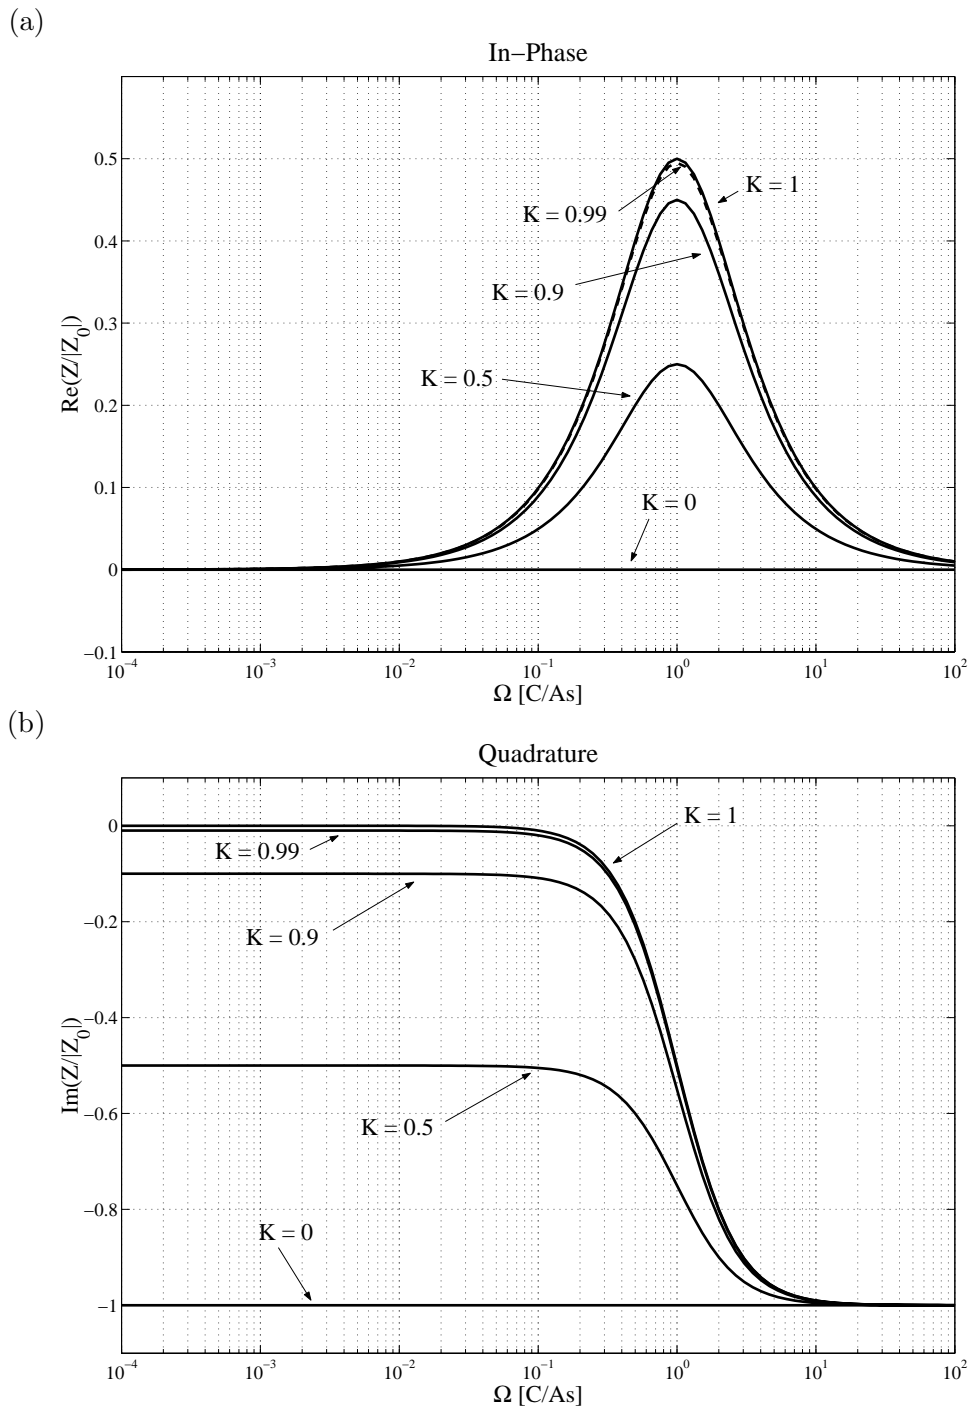 (a)
In–Phase
Re(Z/|Z0|)
0.5
0.4
0.3
0.2
0.1
0
–0.1
K = 1
K = 0.99
K = 0.9
K = 0.5
K = 0
10–4 10–3 10–2 10–1 100 101 102
Ω [C/As]
(b)
Quadrature
Im(Z/|Z0|)
0
–0.2
–0.4
–0.6
–0.8
–1
K = 1
K = 0.99
K = 0.9
K = 0.5
K = 0
10–4 10–3 10–2 10–1 100 101 102
Ω [C/As]